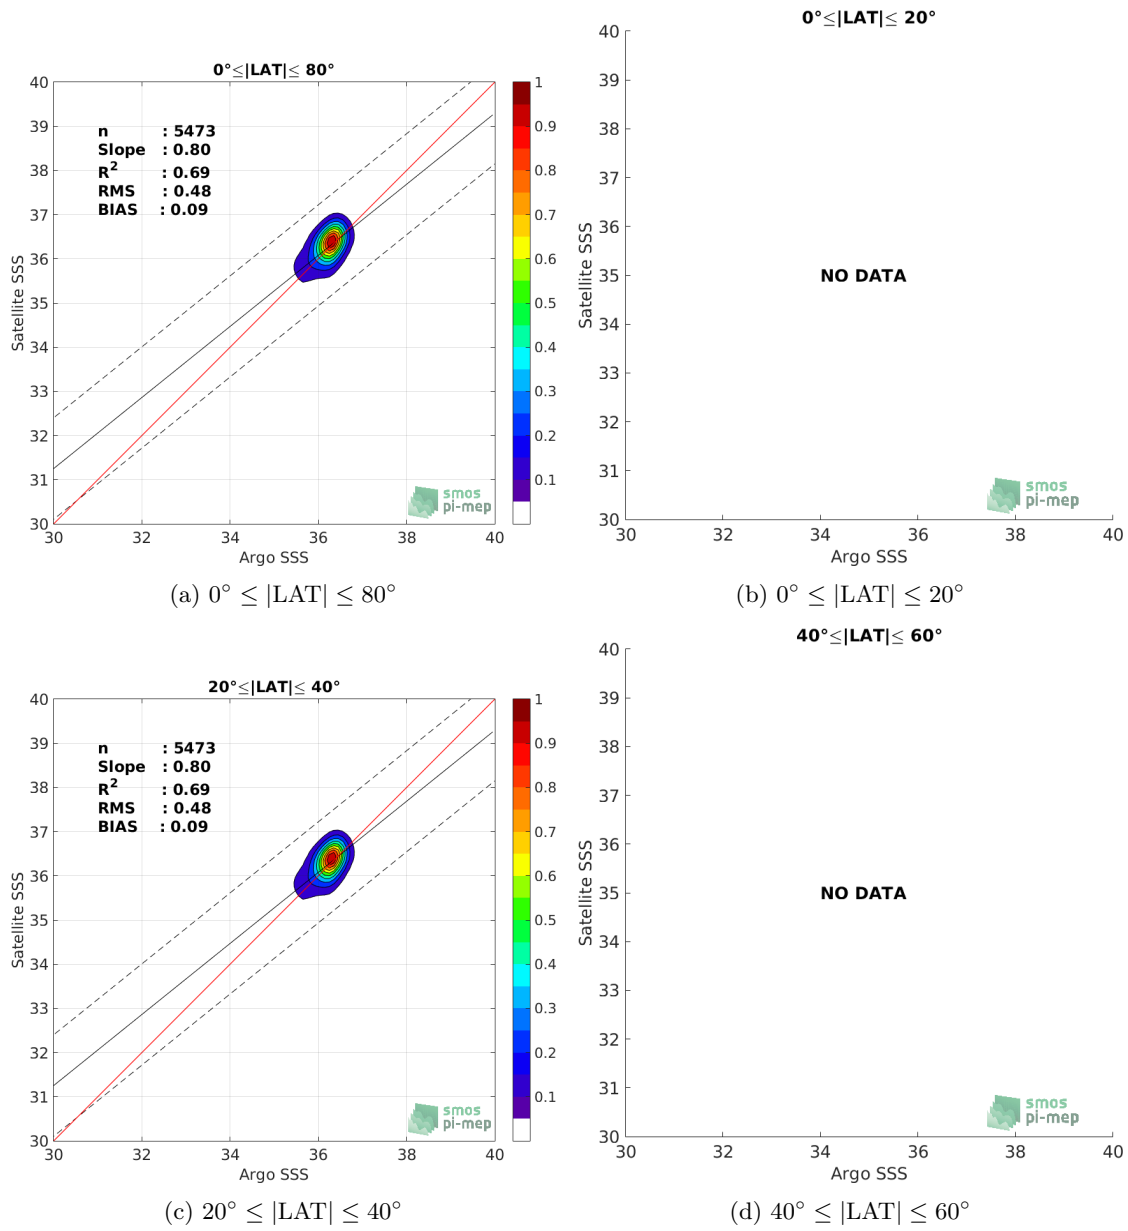 0°≤|LAT|≤ 80°
40
39
38
37
36
35
34
33
32
31
30
Satellite SSS
n : 5473
Slope : 0.80
R2 : 0.69
RMS : 0.48
BIAS : 0.09
smos
pi-mep
30 32 34 36 38 40
Argo SSS
1
0.9
0.8
0.7
0.6
0.5
0.4
0.3
0.2
0.1
(a) 0° ≤ |LAT| ≤ 80°
0°≤|LAT|≤ 20°
40
39
38
37
36
35
34
33
32
31
30
Satellite SSS
NO DATA
smos
pi-mep
30 32 34 36 38 40
Argo SSS
(b) 0° ≤ |LAT| ≤ 20°
20°≤|LAT|≤ 40°
40
39
38
37
36
35
34
33
32
31
30
Satellite SSS
n : 5473
Slope : 0.80
R2 : 0.69
RMS : 0.48
BIAS : 0.09
smos
pi-mep
30 32 34 36 38 40
Argo SSS
1
0.9
0.8
0.7
0.6
0.5
0.4
0.3
0.2
0.1
(c) 20° ≤ |LAT| ≤ 40°
40°≤|LAT|≤ 60°
40
39
38
37
36
35
34
33
32
31
30
Satellite SSS
NO DATA
smos
pi-mep
30 32 34 36 38 40
Argo SSS
(d) 40° ≤ |LAT| ≤ 60°